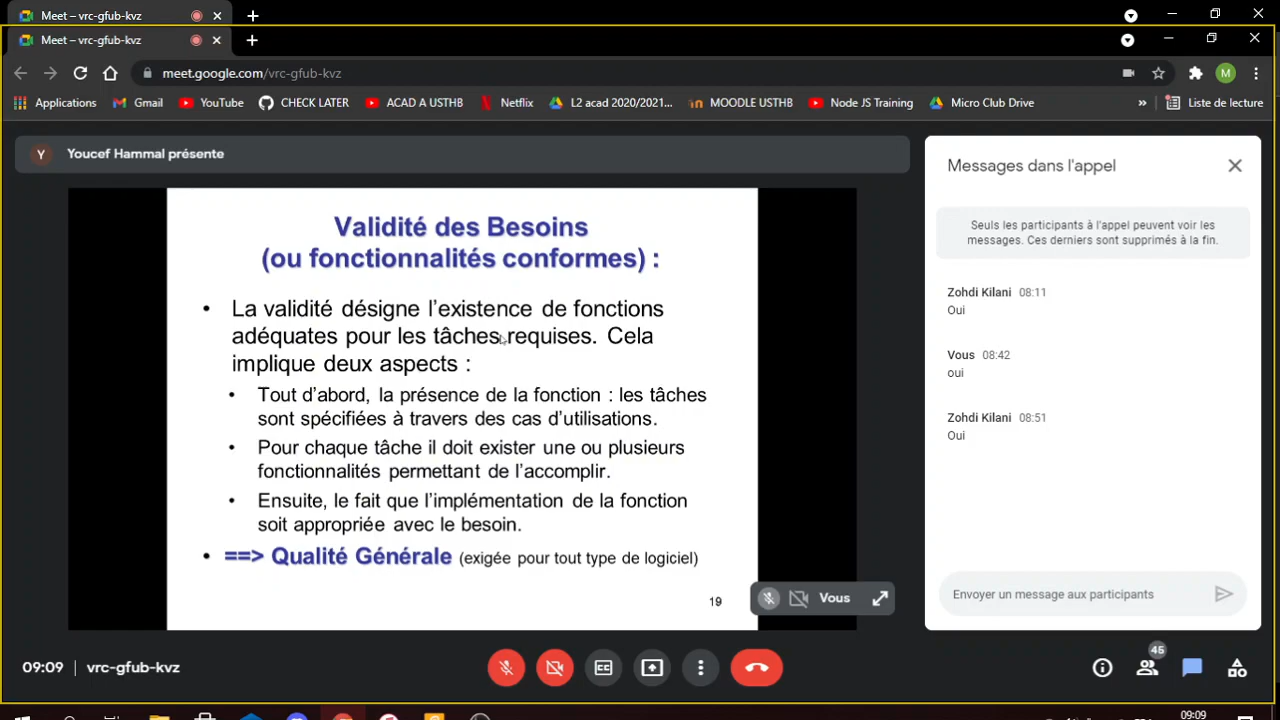 Meet – vrc-gfub-kvz
Meet – vrc-gfub-kvz
meet.google.com/vrc-gfub-kvz
M
Applications
Gmail
YouTube
CHECK LATER
ACAD A USTHB
Netflix
L2 acad 2020/2021...
MOODLE USTHB
Node JS Training
Micro Club Drive
»
Liste de lecture
Y
Youcef Hammal présente
Validité des Besoins
(ou fonctionnalités conformes) :
• La validité désigne l'existence de fonctions
adéquates pour les tâches requises. Cela
implique deux aspects :
• Tout d'abord, la présence de la fonction : les tâches
sont spécifiées à travers des cas d'utilisations.
• Pour chaque tâche il doit exister une ou plusieurs
fonctionnalités permettant de l'accomplir.
• Ensuite, le fait que l'implémentation de la fonction
soit appropriée avec le besoin.
• ==> Qualité Générale (exigée pour tout type de logiciel)
19
Vous
Messages dans l'appel
Seuls les participants à l'appel peuvent voir les
messages. Ces derniers sont supprimés à la fin.
Zohdi Kilani 08:11
Oui
Vous 08:42
oui
Zohdi Kilani 08:51
Oui
Envoyer un message aux participants
09:09 | vrc-gfub-kvz
45
09:09